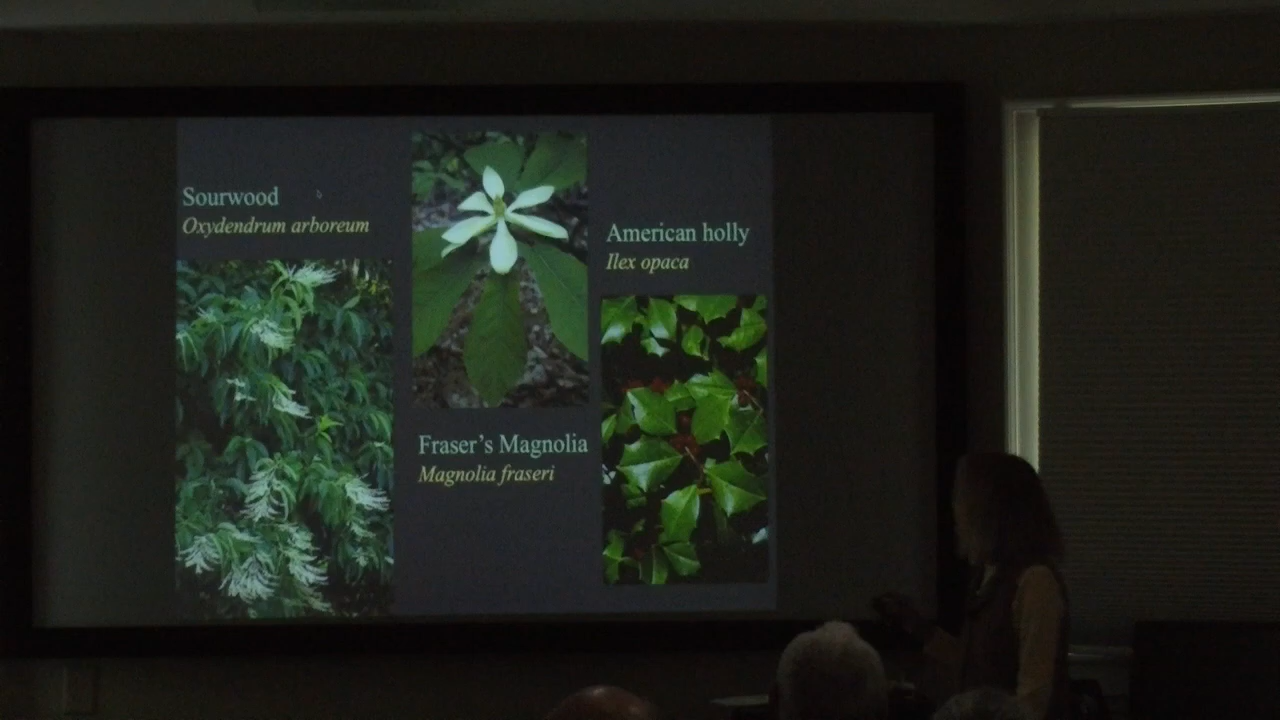 Sourwood
Oxydendrum arboreum
Fraser's Magnolia
Magnolia fraseri
American holly
Ilex opaca